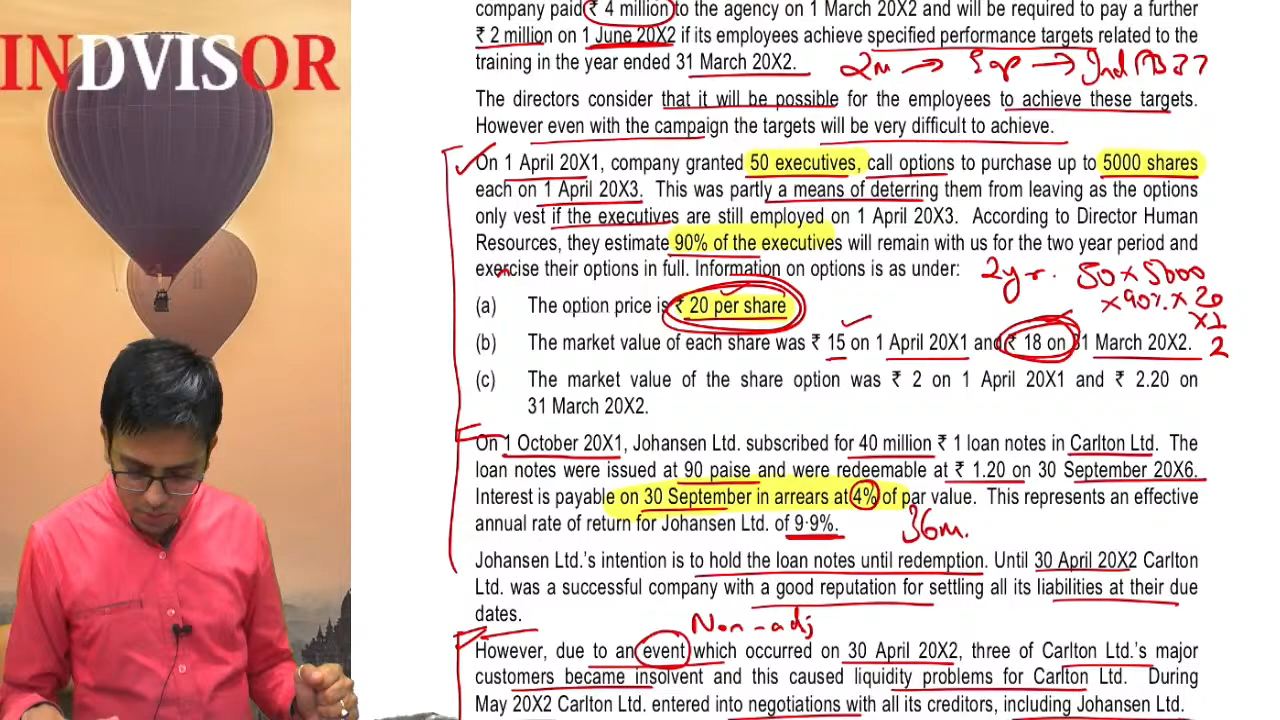 company paid ₹ 4 million to the agency on 1 March 20X2 and will be required to pay a further
INDVISOR
₹ 2 million on 1 June 20X2 if its employees achieve specified performance targets related to the
training in the year ended 31 March 20X2.
2m → Sep → Ind AS 37
The directors consider that it will be possible for the employees to achieve these targets.
However even with the campaign the targets will be very difficult to achieve.
On 1 April 20X1, company granted 50 executives, call options to purchase up to 5000 shares
each on 1 April 20X3. This was partly a means of deterring them from leaving as the options
only vest if the executives are still employed on 1 April 20X3. According to Director Human
Resources, they estimate 90% of the executives will remain with us for the two year period and
exercise their options in full. Information on options is as under:
2yr. 50 × 5000
× 90% × 20
× 1
2
(a) The option price is ₹ 20 per share
(b) The market value of each share was ₹ 15 on 1 April 20X1 and ₹ 18 on 31 March 20X2.
(c) The market value of the share option was ₹ 2 on 1 April 20X1 and ₹ 2.20 on
31 March 20X2.
On 1 October 20X1, Johansen Ltd. subscribed for 40 million ₹ 1 loan notes in Carlton Ltd. The
loan notes were issued at 90 paise and were redeemable at ₹ 1.20 on 30 September 20X6.
Interest is payable on 30 September in arrears at 4% of par value. This represents an effective
annual rate of return for Johansen Ltd. of 9·9%.
36m.
Johansen Ltd.'s intention is to hold the loan notes until redemption. Until 30 April 20X2 Carlton
Ltd. was a successful company with a good reputation for settling all its liabilities at their due
dates.
Non-adj
However, due to an event which occurred on 30 April 20X2, three of Carlton Ltd.'s major
customers became insolvent and this caused liquidity problems for Carlton Ltd. During
May 20X2 Carlton Ltd. entered into negotiations with all its creditors, including Johansen Ltd.